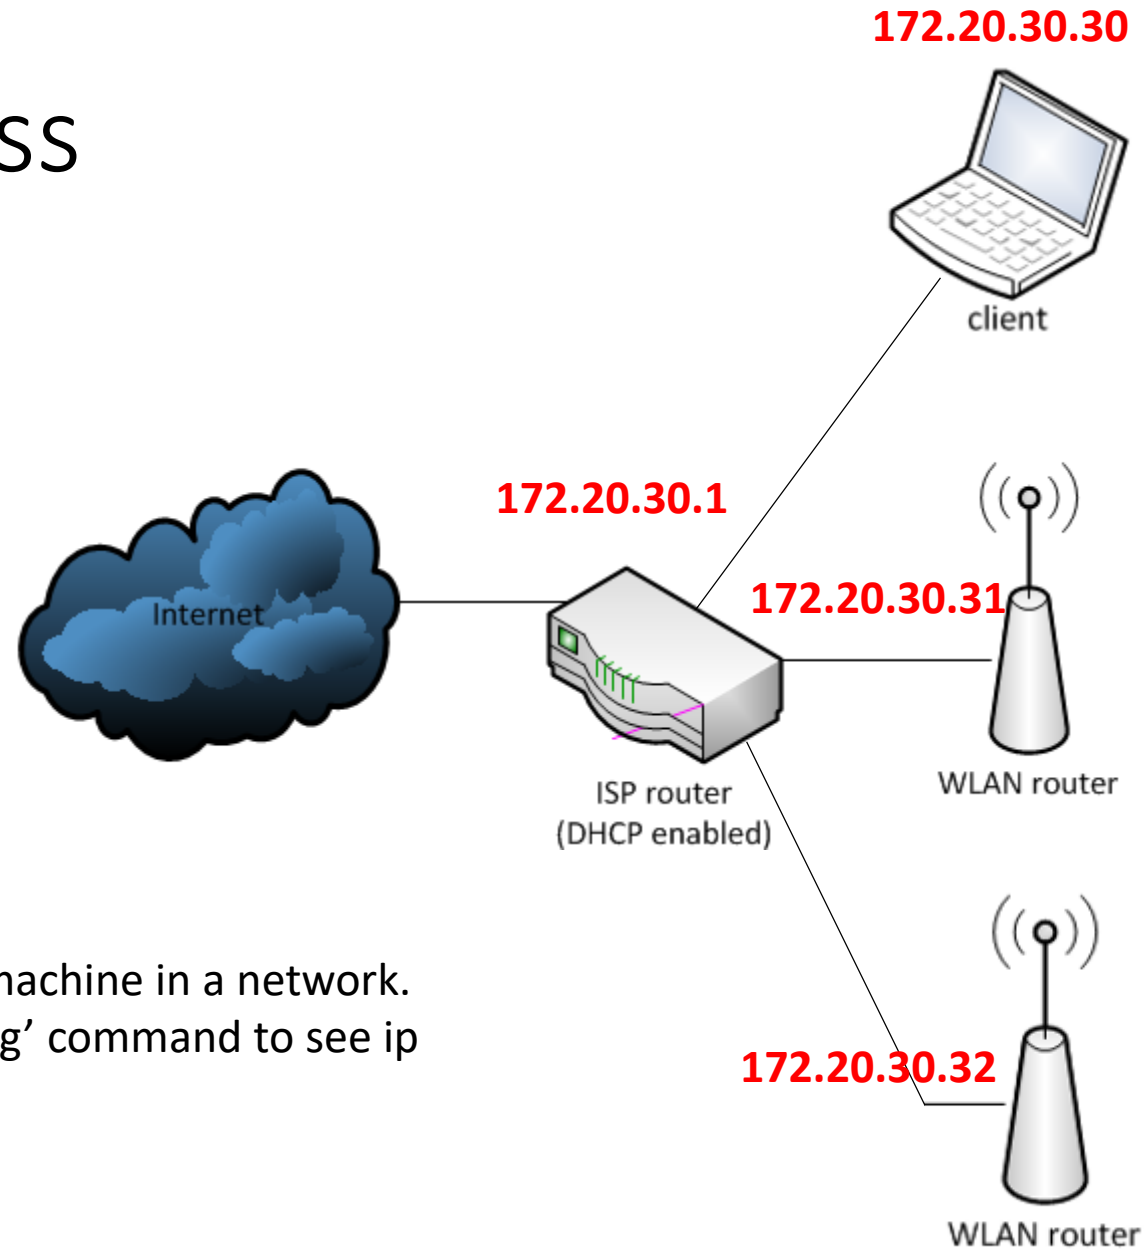 172.20.30.30
ss
client
172.20.30.1
172.20.30.31
Internet
WLAN router
ISP router
(DHCP enabled)
machine in a network.
g’ command to see ip
172.20.30.32
WLAN router